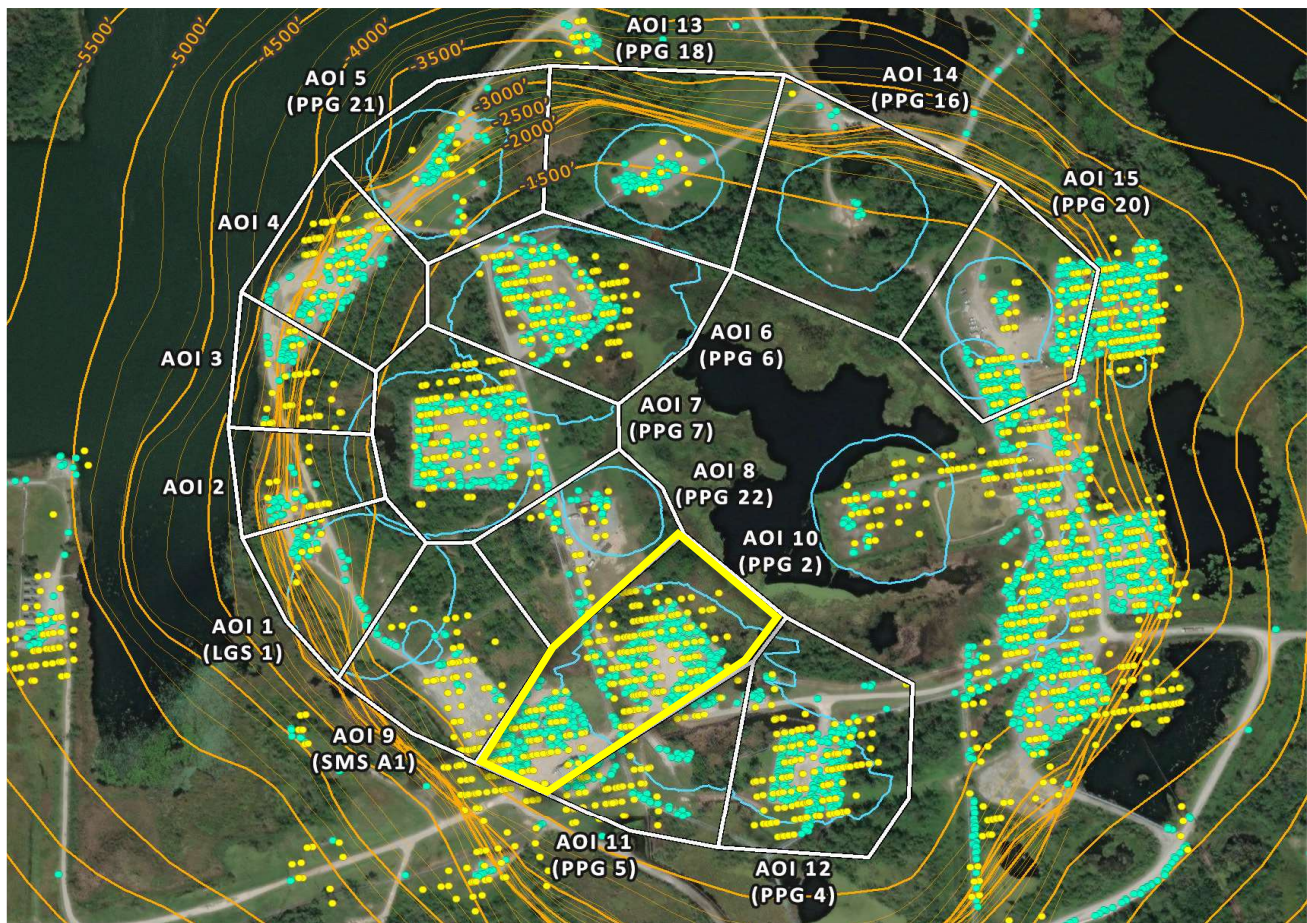 -5500'
-5000'
-4500'
-4000'
-3500'
-3000'
-2500'
-2000'
-1500'
AOI 13
(PPG 18)
AOI 14
(PPG 16)
AOI 5
(PPG 21)
AOI 15
(PPG 20)
AOI 4
AOI 3
AOI 6
(PPG 6)
AOI 7
(PPG 7)
AOI 2
AOI 8
(PPG 22)
AOI 10
(PPG 2)
AOI 1
(LGS 1)
AOI 9
(SMS A1)
AOI 11
(PPG 5)
AOI 12
(PPG 4)